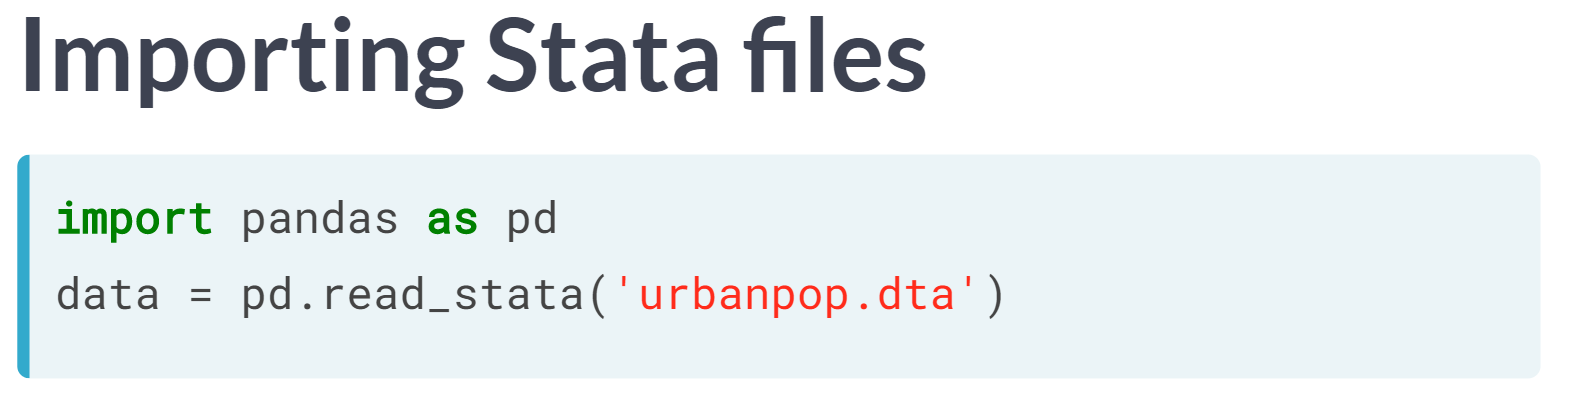 Importing Stata files
import pandas as pd
data = pd.read_stata('urbanpop.dta')